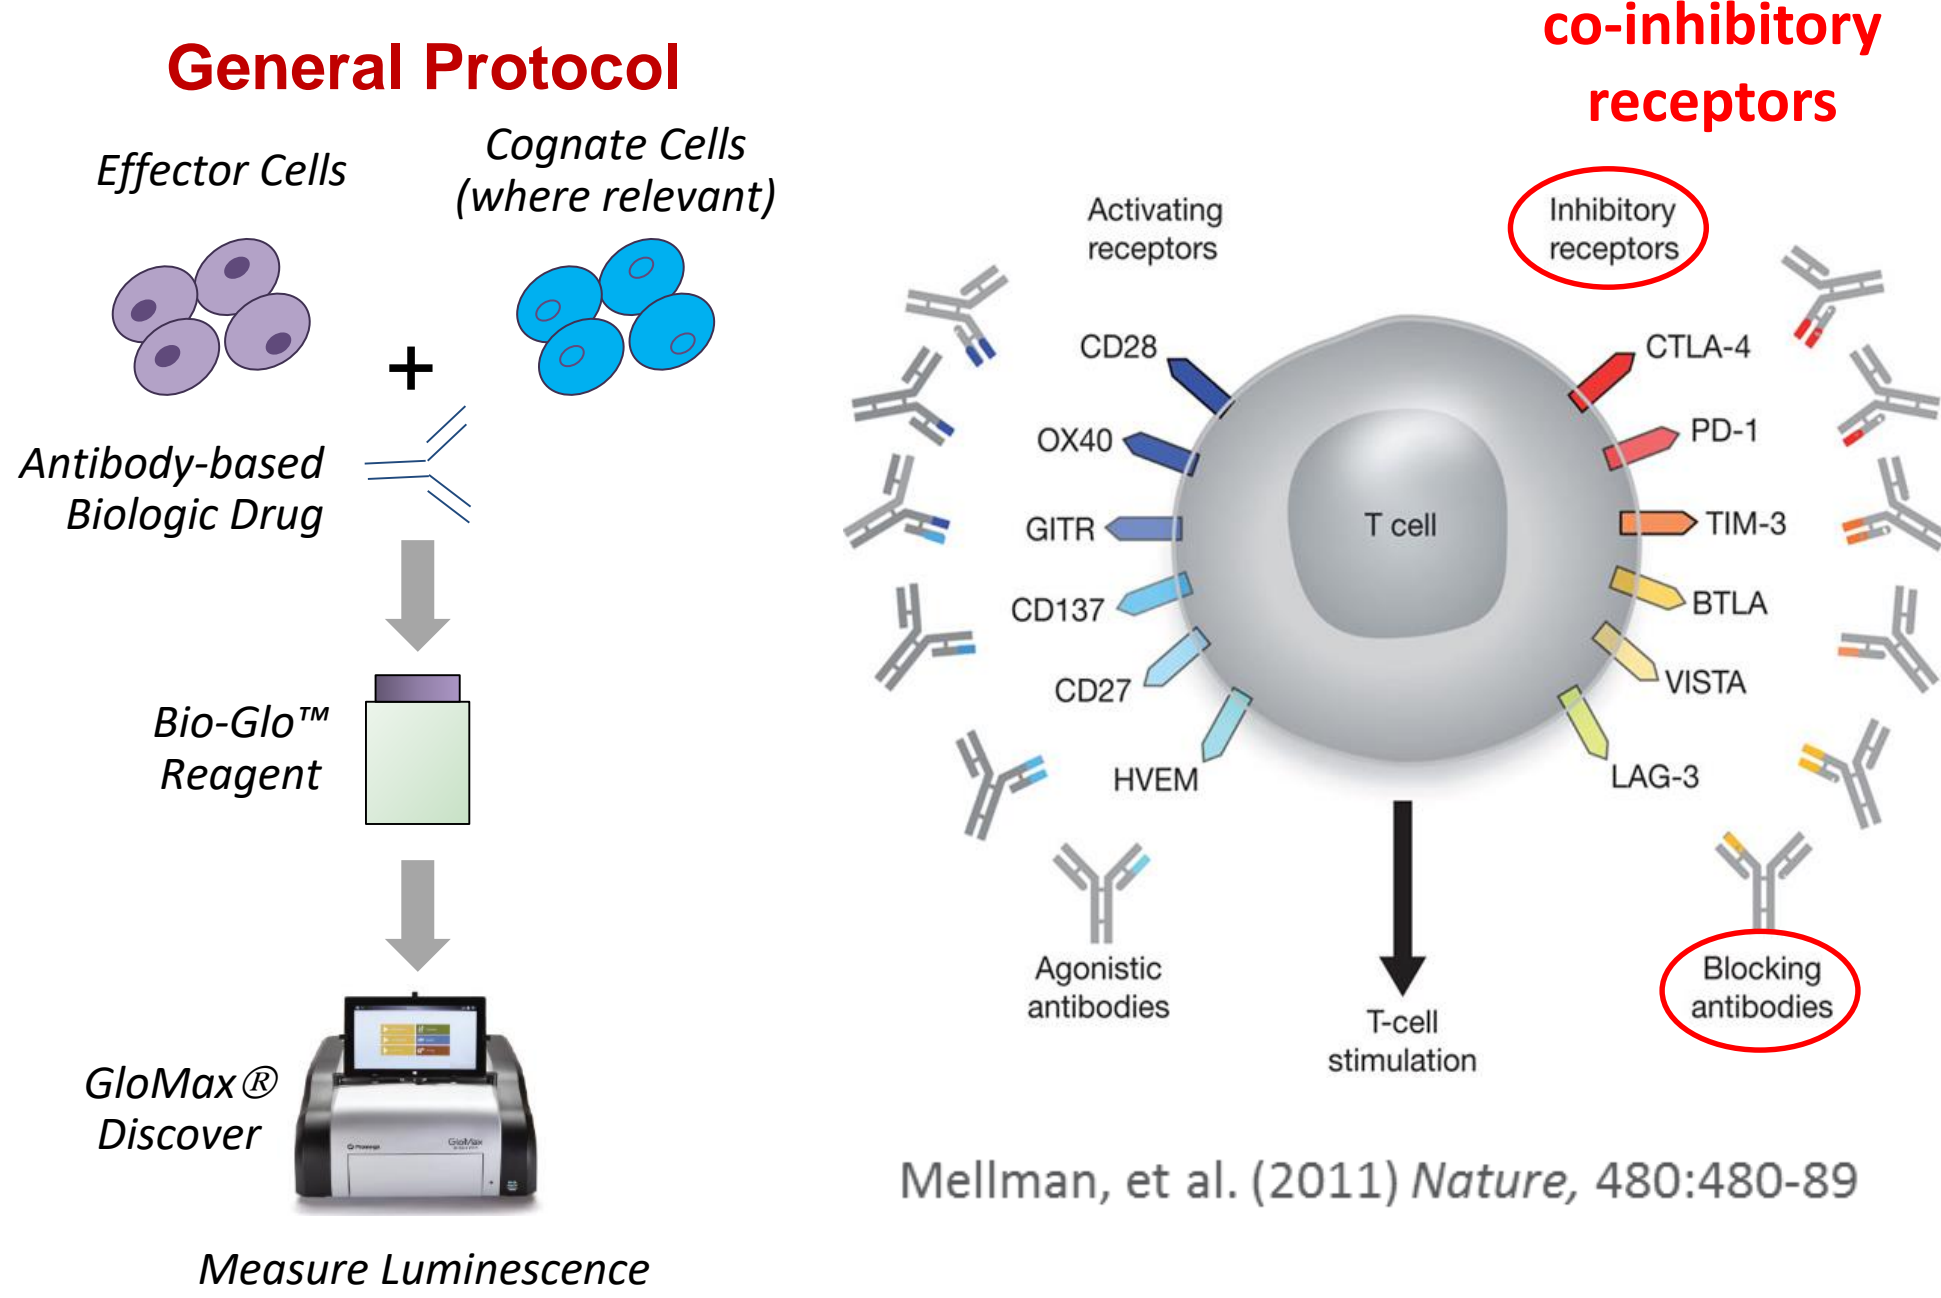 General Protocol
Effector Cells
Cognate Cells
(where relevant)
+
Antibody-based
Biologic Drug
Bio-Glo™
Reagent
GloMax®
Discover
GloMax
Measure Luminescence
co-inhibitory
receptors
Activating
receptors
Inhibitory
receptors
CD28
OX40
GITR
CD137
CD27
HVEM
T cell
CTLA-4
PD-1
TIM-3
BTLA
VISTA
LAG-3
Agonistic
antibodies
T-cell
stimulation
Blocking
antibodies
Mellman, et al. (2011) Nature, 480:480-89